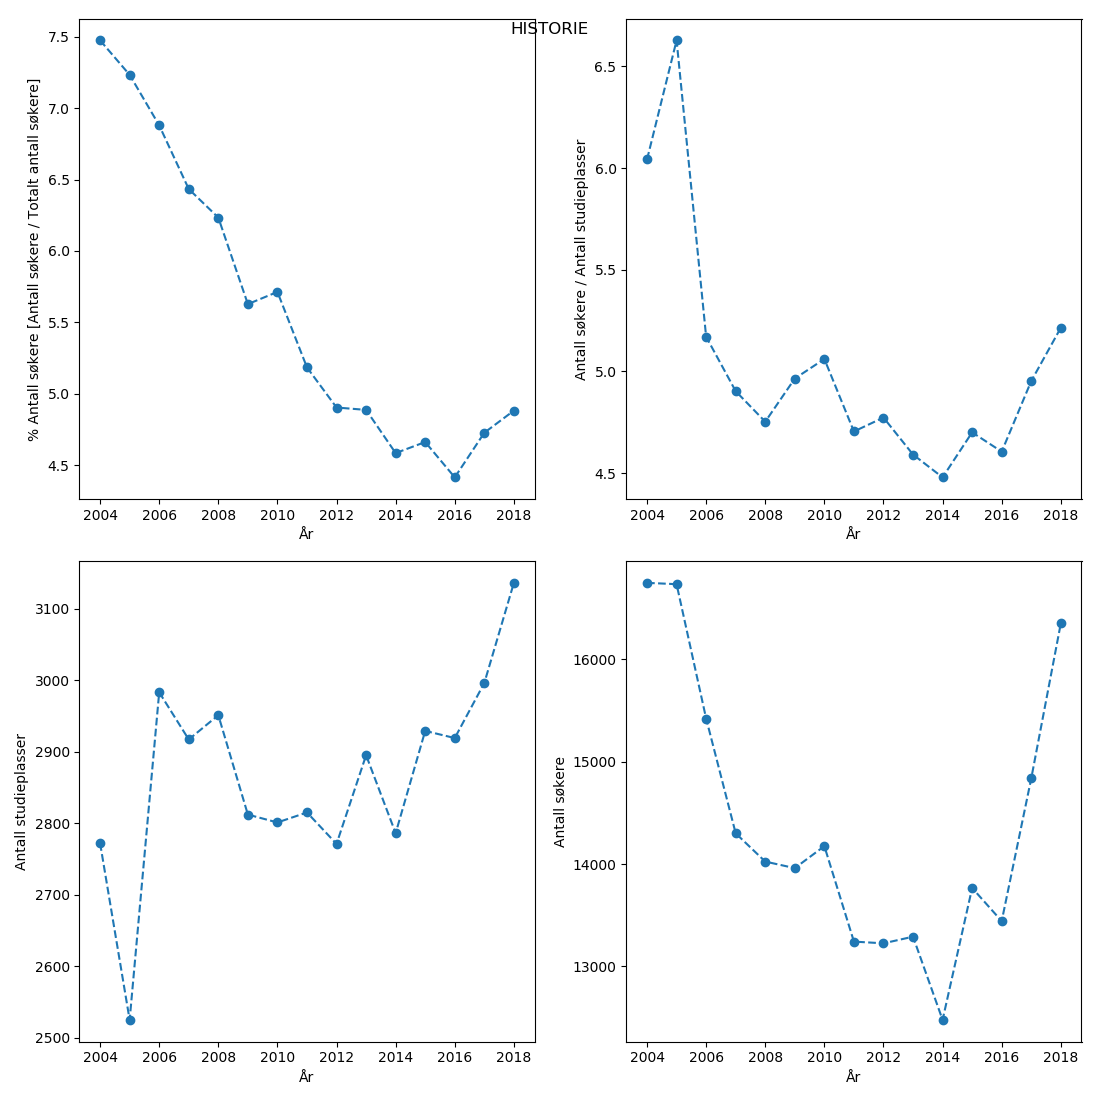 HISTORIE
% Antall søkere [Antall søkere / Totalt antall søkere]
7.5
7.0
6.5
6.0
5.5
5.0
4.5
2004 2006 2008 2010 2012 2014 2016 2018
År
Antall søkere / Antall studieplasser
6.5
6.0
5.5
5.0
4.5
2004 2006 2008 2010 2012 2014 2016 2018
År
Antall studieplasser
3100
3000
2900
2800
2700
2600
2500
2004 2006 2008 2010 2012 2014 2016 2018
År
Antall søkere
16000
15000
14000
13000
2004 2006 2008 2010 2012 2014 2016 2018
År